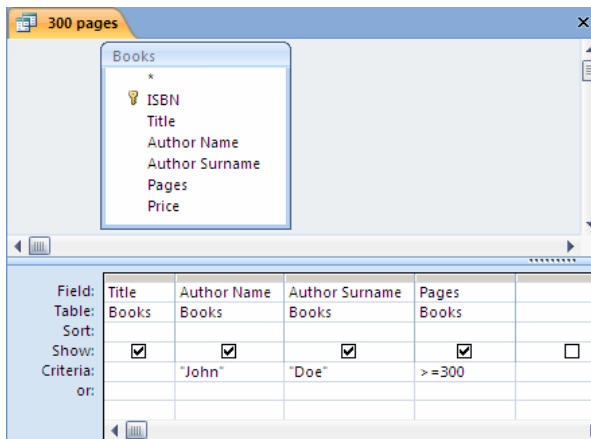 300 pages
Books
*
ISBN
Title
Author Name
Author Surname
Pages
Price
Field: Title Author Name Author Surname Pages
Table: Books Books Books Books
Sort:
Show:
Criteria: "John" "Doe" >=300
or: